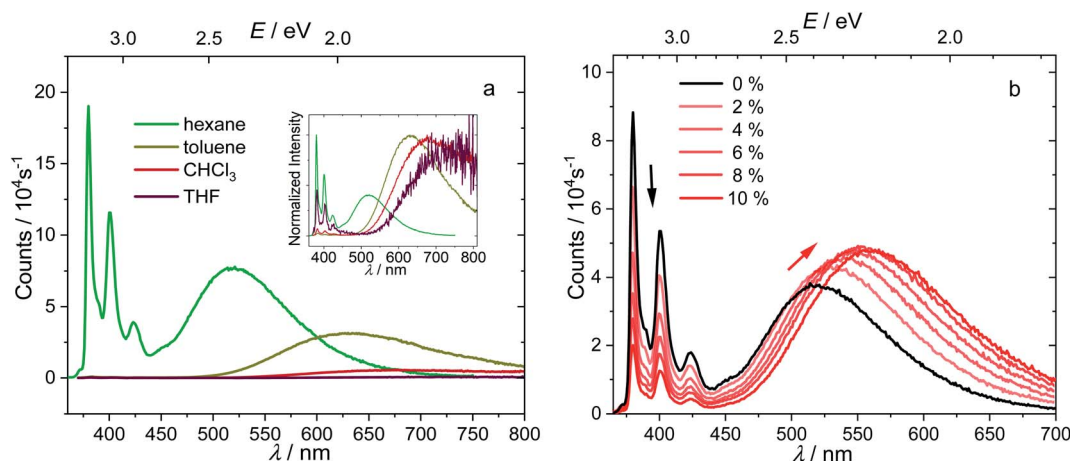 E / eV
3.0 2.5 2.0
a
Counts / 10⁴s⁻¹
20
15
10
5
0
hexane
toluene
CHCl₃
THF
Normalized Intensity
400 500 600 700 800
λ / nm
400 450 500 550 600 650 700 750 800
λ / nm
E / eV
3.0 2.5 2.0
b
Counts / 10⁴s⁻¹
10
8
6
4
2
0
0 %
2 %
4 %
6 %
8 %
10 %
400 450 500 550 600 650 700
λ / nm